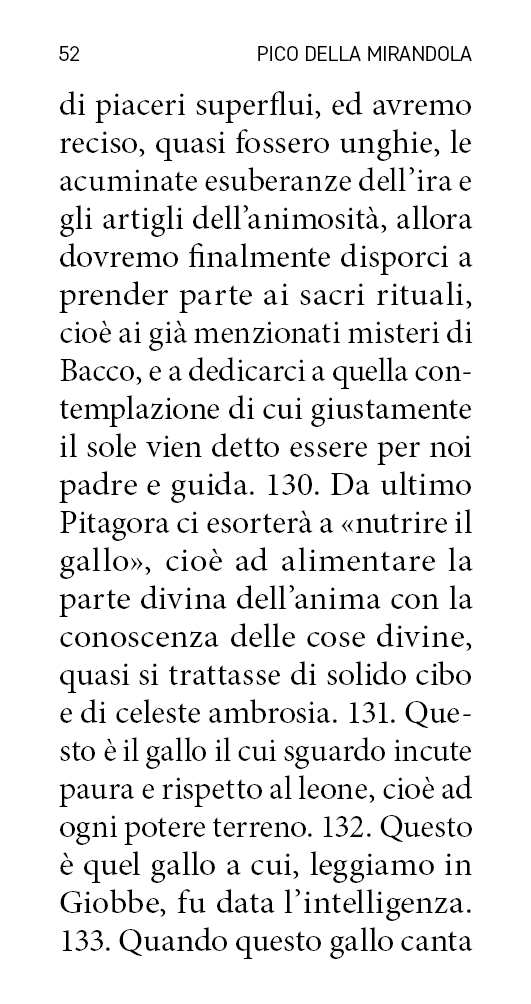 52 PICO DELLA MIRANDOLA
di piaceri superflui, ed avremo
reciso, quasi fossero unghie, le
acuminate esuberanze dell’ira e
gli artigli dell’animosità, allora
dovremo finalmente disporci a
prender parte ai sacri rituali,
cioè ai già menzionati misteri di
Bacco, e a dedicarci a quella con-
templazione di cui giustamente
il sole vien detto essere per noi
padre e guida. 130. Da ultimo
Pitagora ci esorterà a «nutrire il
gallo», cioè ad alimentare la
parte divina dell’anima con la
conoscenza delle cose divine,
quasi si trattasse di solido cibo
e di celeste ambrosia. 131. Que-
sto è il gallo il cui sguardo incute
paura e rispetto al leone, cioè ad
ogni potere terreno. 132. Questo
è quel gallo a cui, leggiamo in
Giobbe, fu data l’intelligenza.
133. Quando questo gallo canta